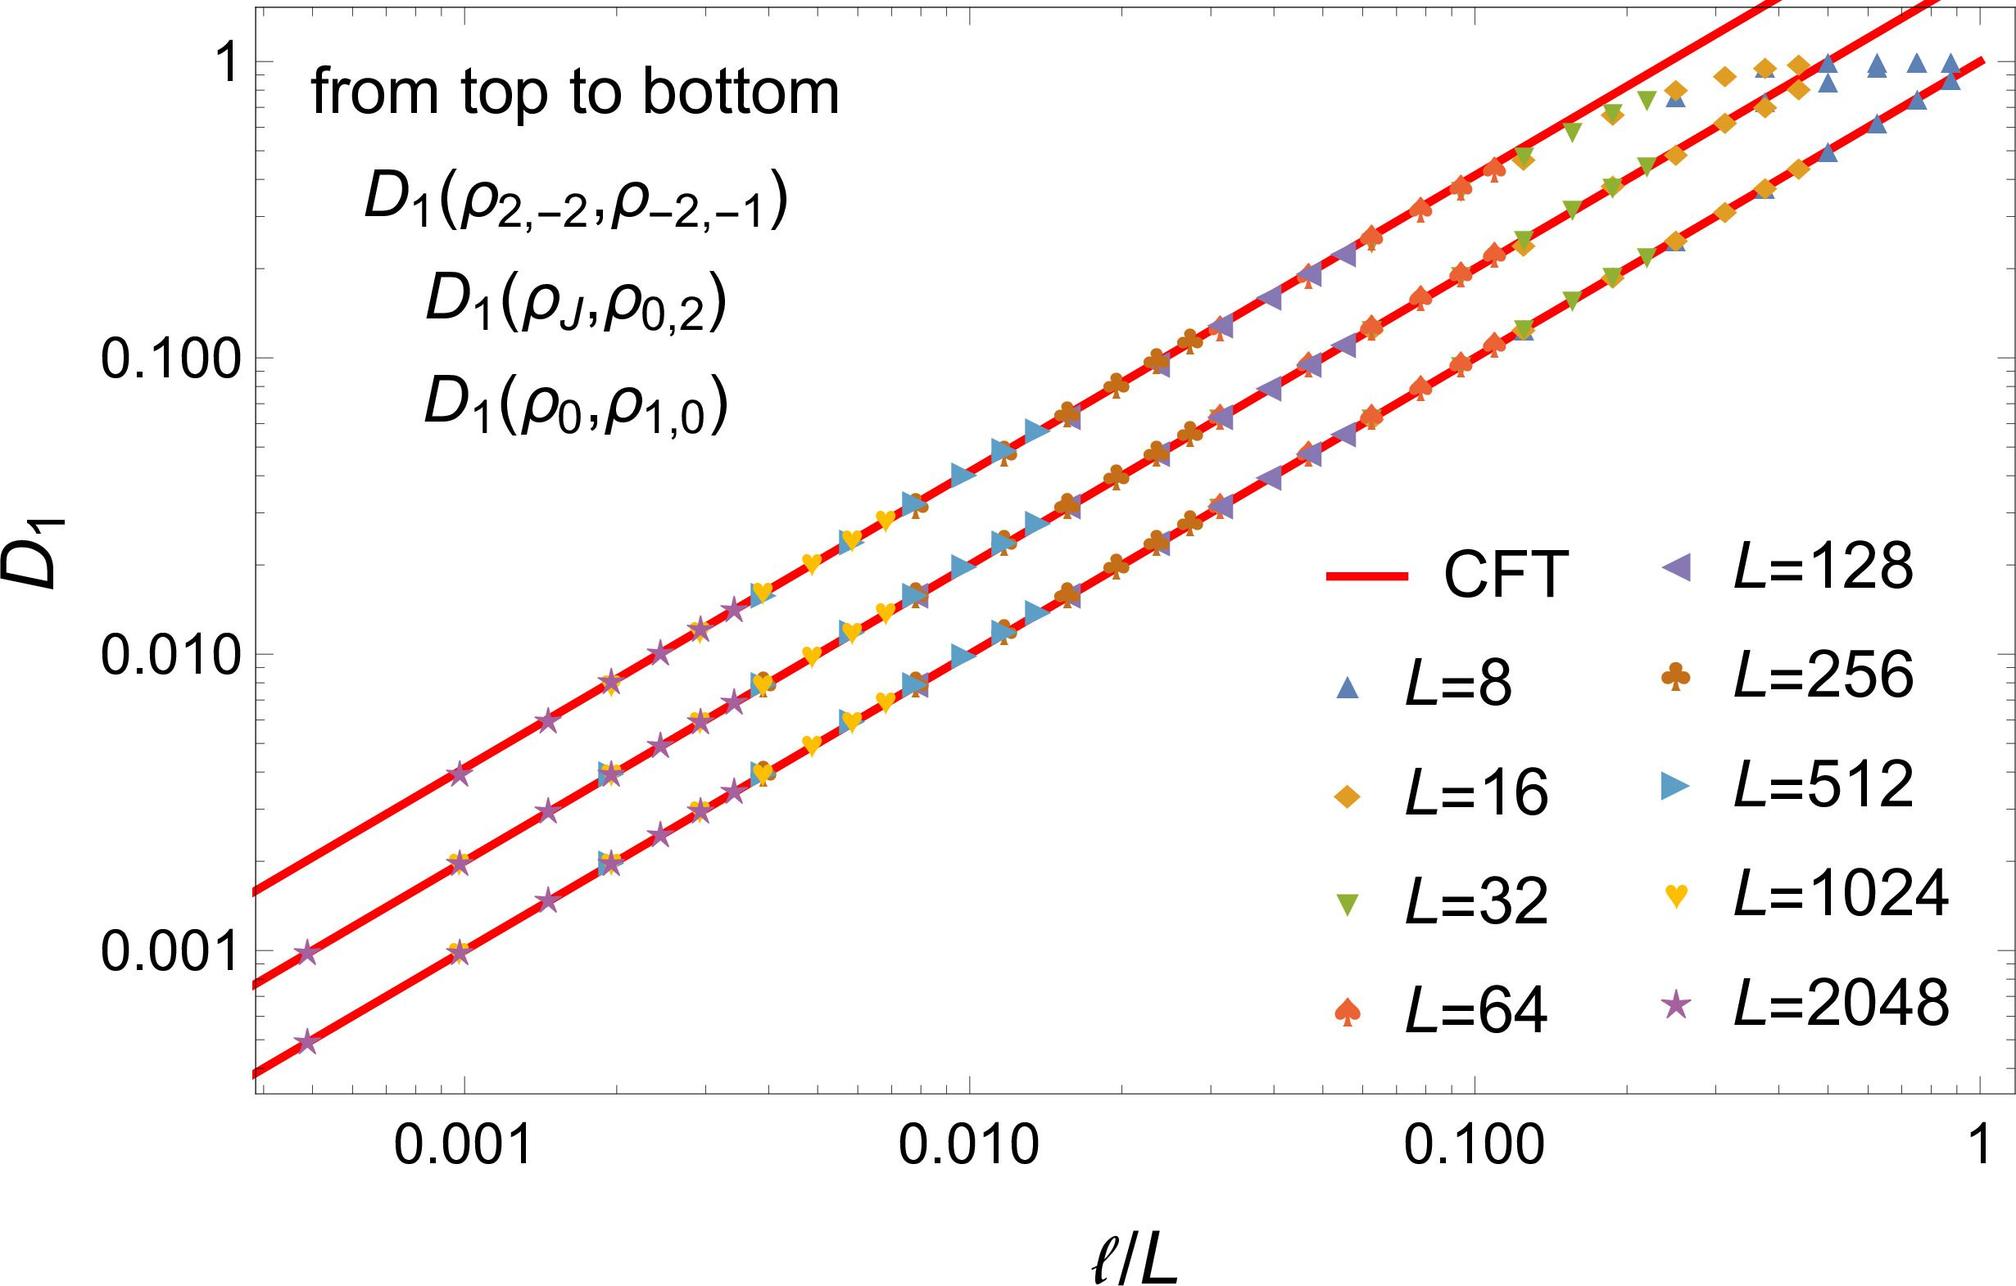 from top to bottom
D₁(ρ₂,₋₂,ρ₋₂,₋₁)
D₁(ρ_J,ρ₀,₂)
D₁(ρ₀,ρ₁,₀)
1
0.100
0.010
0.001
D₁
CFT
L=8
L=16
L=32
L=64
L=128
L=256
L=512
L=1024
L=2048
0.001
0.010
0.100
1
ℓ/L